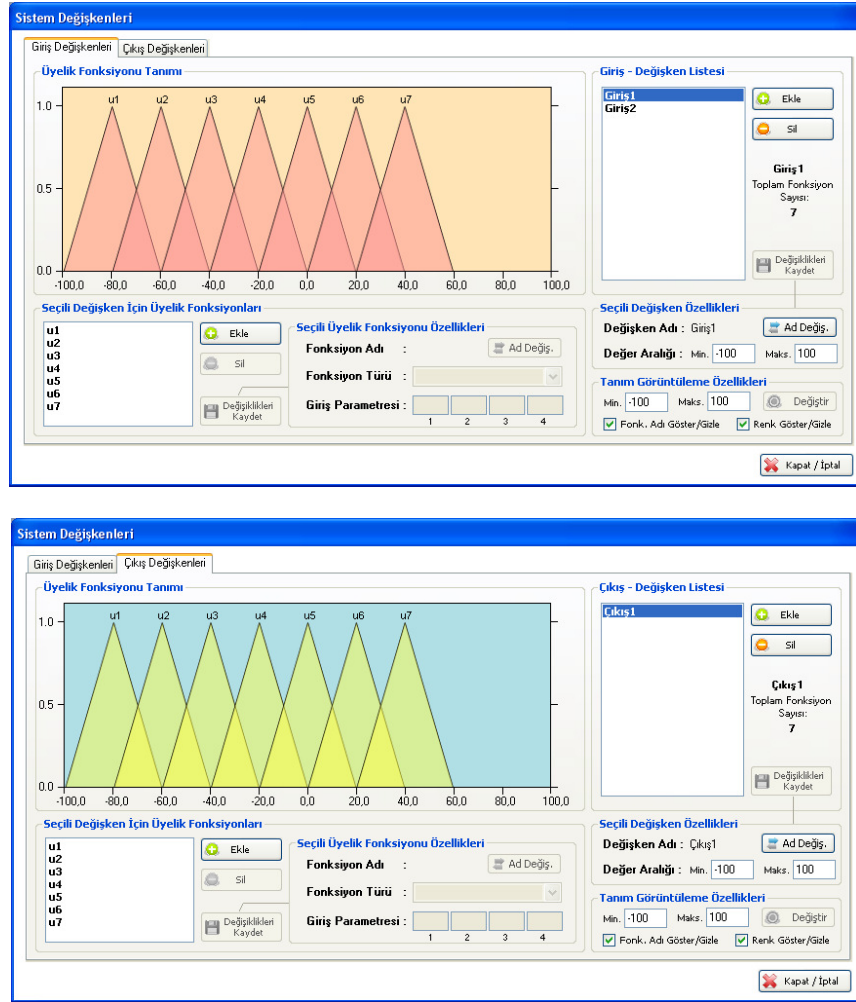 Sistem Değişkenleri
Giriş Değişkenleri Çıkış Değişkenleri
Üyelik Fonksiyonu Tanımı
1.0
0.5
0.0
u1 u2 u3 u4 u5 u6 u7
-100,0 -80,0 -60,0 -40,0 -20,0 0,0 20,0 40,0 60,0 80,0 100,0
Giriş - Değişken Listesi
Giriş1
Giriş2
Ekle
Sil
Giriş1
Toplam Fonksiyon
Sayısı:
7
Değişiklikleri
Kaydet
Seçili Değişken İçin Üyelik Fonksiyonları
u1
u2
u3
u4
u5
u6
u7
Ekle
Sil
Değişiklikleri
Kaydet
Seçili Üyelik Fonksiyonu Özellikleri
Fonksiyon Adı : Ad Değiş.
Fonksiyon Türü :
Giriş Parametresi :
1 2 3 4
Seçili Değişken Özellikleri
Değişken Adı : Giriş1 Ad Değiş.
Değer Aralığı : Min. -100 Maks. 100
Tanım Görüntüleme Özellikleri
Min. -100 Maks. 100 Değiştir
Fonk. Adı Göster/Gizle Renk Göster/Gizle
Kapat / İptal
Sistem Değişkenleri
Giriş Değişkenleri Çıkış Değişkenleri
Üyelik Fonksiyonu Tanımı
1.0
0.5
0.0
u1 u2 u3 u4 u5 u6 u7
-100,0 -80,0 -60,0 -40,0 -20,0 0,0 20,0 40,0 60,0 80,0 100,0
Çıkış - Değişken Listesi
Çıkış1
Ekle
Sil
Çıkış1
Toplam Fonksiyon
Sayısı:
7
Değişiklikleri
Kaydet
Seçili Değişken İçin Üyelik Fonksiyonları
u1
u2
u3
u4
u5
u6
u7
Ekle
Sil
Değişiklikleri
Kaydet
Seçili Üyelik Fonksiyonu Özellikleri
Fonksiyon Adı : Ad Değiş.
Fonksiyon Türü :
Giriş Parametresi :
1 2 3 4
Seçili Değişken Özellikleri
Değişken Adı : Çıkış1 Ad Değiş.
Değer Aralığı : Min. -100 Maks. 100
Tanım Görüntüleme Özellikleri
Min. -100 Maks. 100 Değiştir
Fonk. Adı Göster/Gizle Renk Göster/Gizle
Kapat / İptal